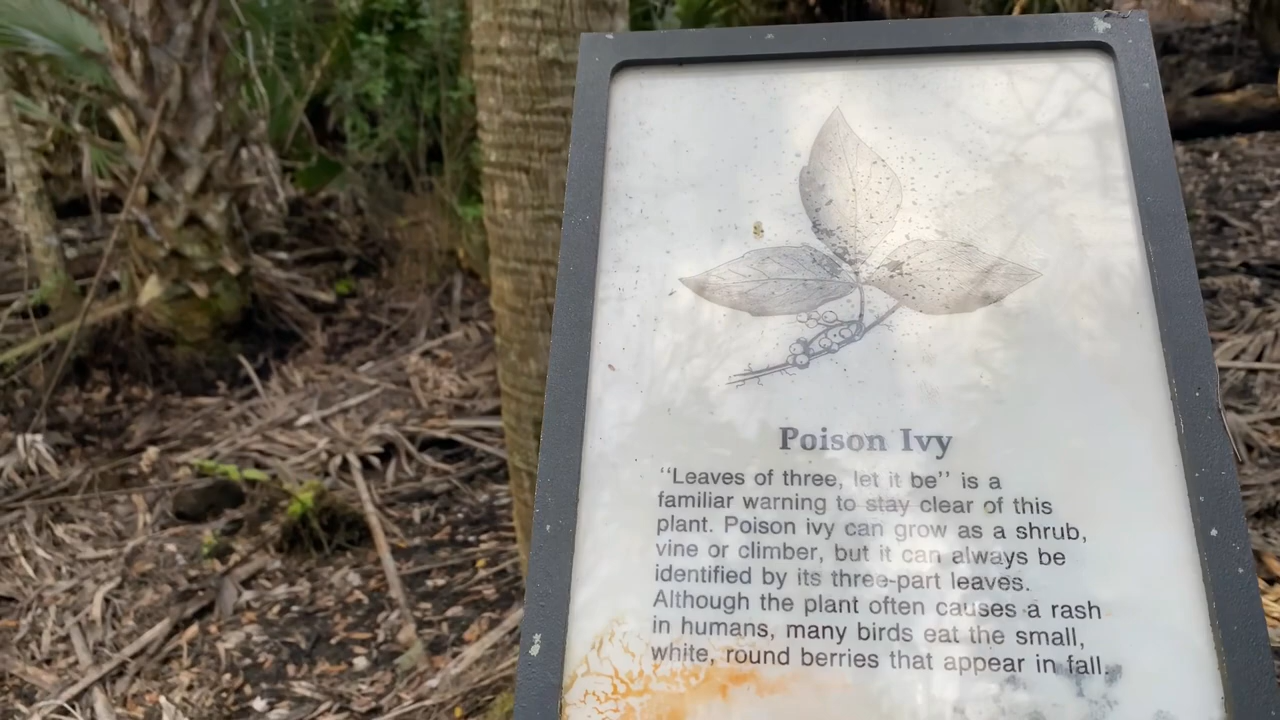 Poison Ivy
“Leaves of three, let it be” is a
familiar warning to stay clear of this
plant. Poison ivy can grow as a shrub,
vine or climber, but it can always be
identified by its three-part leaves.
Although the plant often causes a rash
in humans, many birds eat the small,
white, round berries that appear in fall.